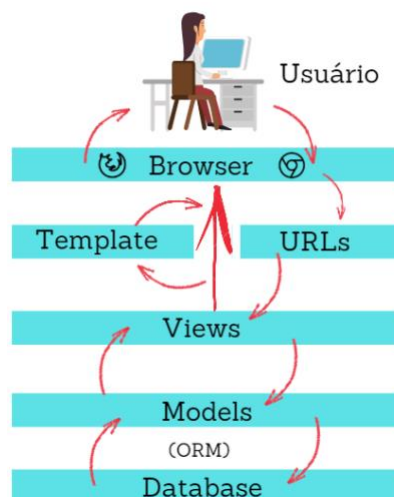 Usuário
Browser
Template
URLs
Views
Models
(ORM)
Database